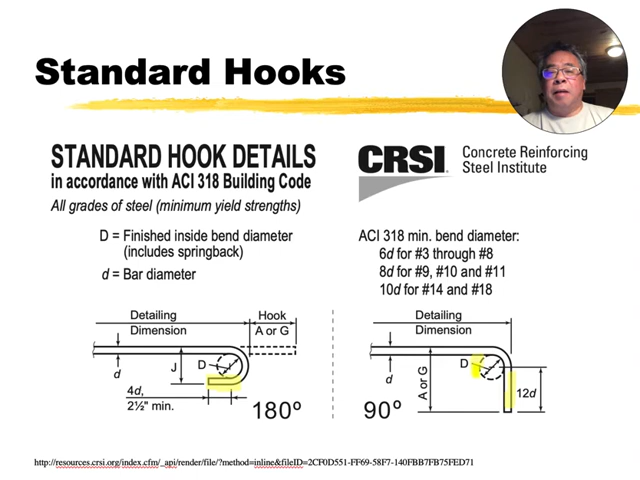 Standard Hooks
STANDARD HOOK DETAILS
in accordance with ACI 318 Building Code
All grades of steel (minimum yield strengths)
D = Finished inside bend diameter
(includes springback)
d = Bar diameter
CRSI
Concrete Reinforcing
Steel Institute
ACI 318 min. bend diameter:
6d for #3 through #8
8d for #9, #10 and #11
10d for #14 and #18
Detailing
Dimension
Hook
A or G
d
J
D
4d,
2½" min.
180º
Detailing
Dimension
D
d
A or G
12d
90º
http://resources.crsi.org/index.cfm/_api/render/file/?method=inline&fileID=2CF0D551-FF69-58F7-140FBB7FB75FED71